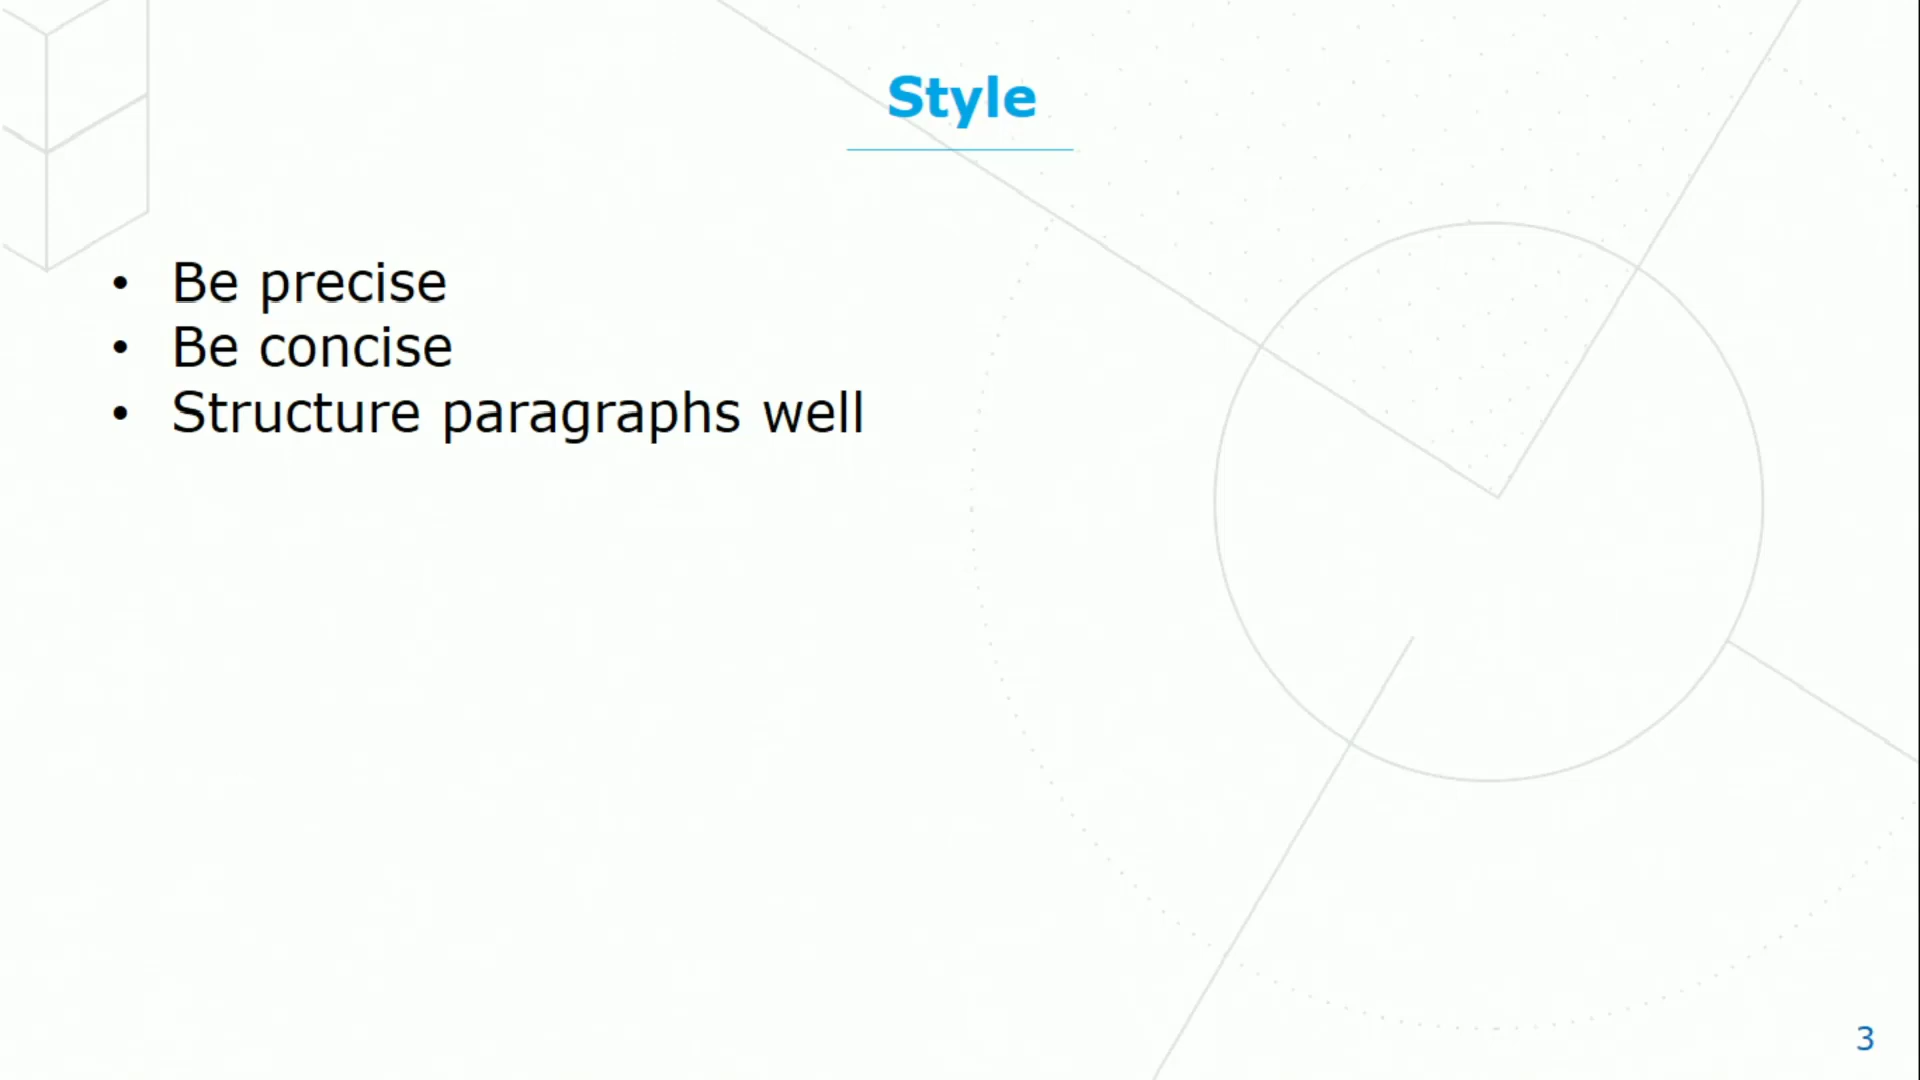 Style
• Be precise
• Be concise
• Structure paragraphs well
3